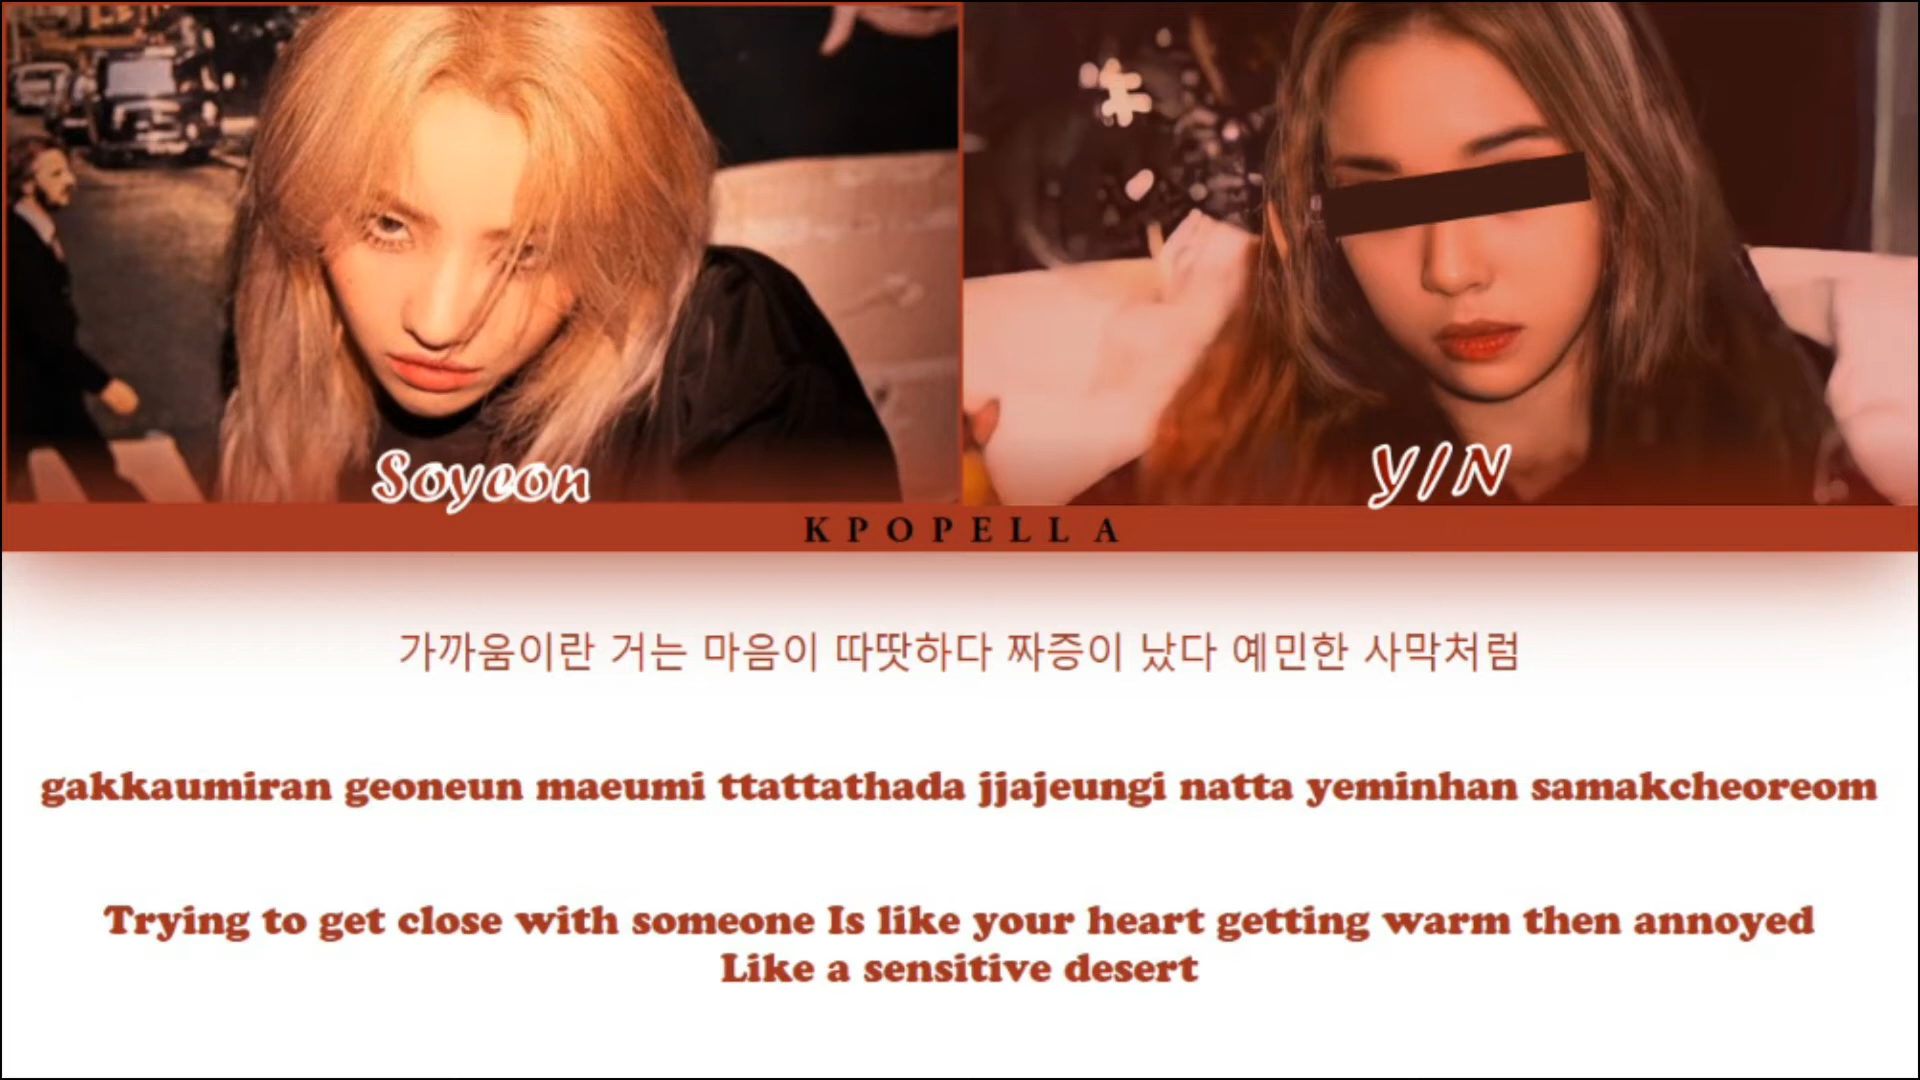 Soyeon
Y/N
KPOPELLA
가까움이란 거는 마음이 따땃하다 짜증이 났다 예민한 사막처럼
gakkaumiran geoneun maeumi ttattathada jjajeungi natta yeminhan samakcheoreom
Trying to get close with someone Is like your heart getting warm then annoyed
Like a sensitive desert